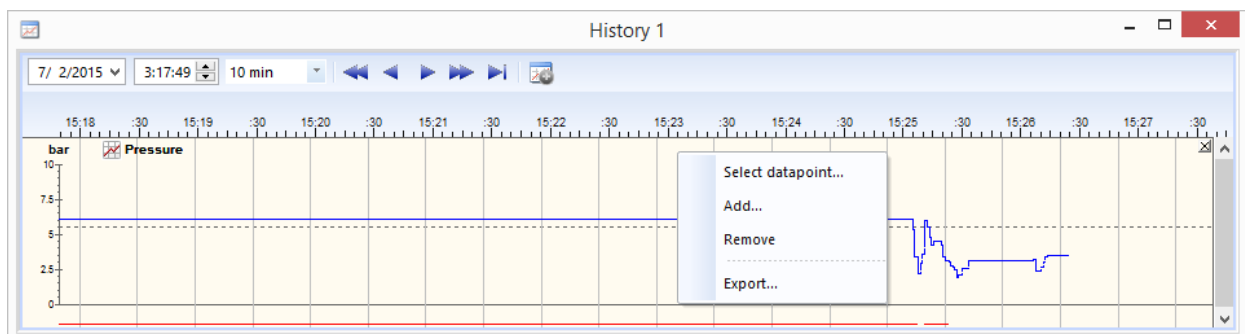 History 1
7/ 2/2015 3:17:49 10 min
15:18 :30 15:19 :30 15:20 :30 15:21 :30 15:22 :30 15:23 :30 15:24 :30 15:25 :30 15:26 :30 15:27 :30
bar Pressure
10
7.5
5
2.5
0
Select datapoint...
Add...
Remove
Export...